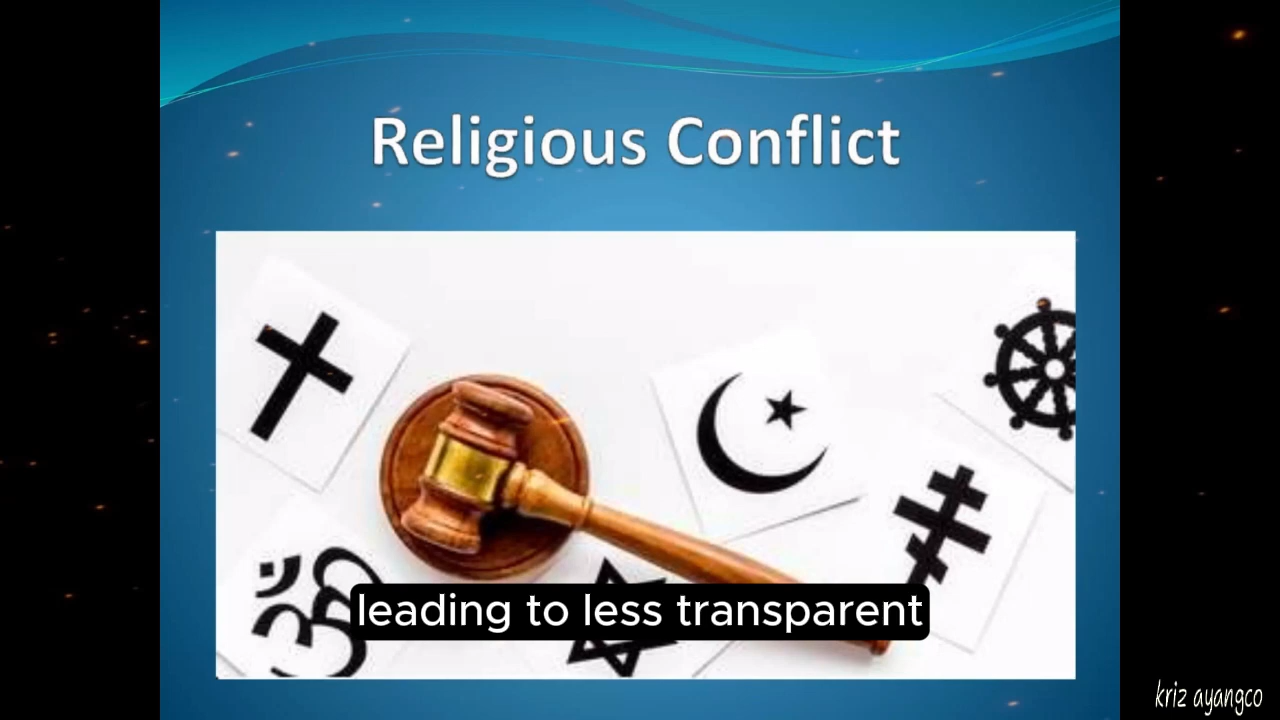 Religious Conflict
ॐ
leading to less transparent
kriz ayangco